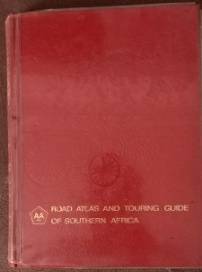 AA
ROAD ATLAS AND TOURING GUIDE
OF SOUTHERN AFRICA